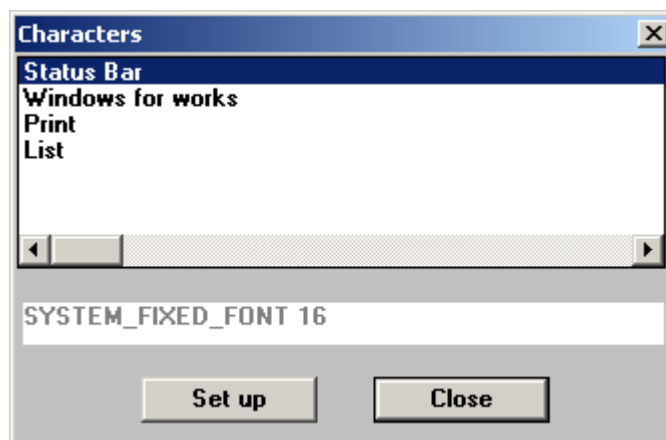 Characters
Status Bar
Windows for works
Print
List
SYSTEM_FIXED_FONT 16
Set up
Close